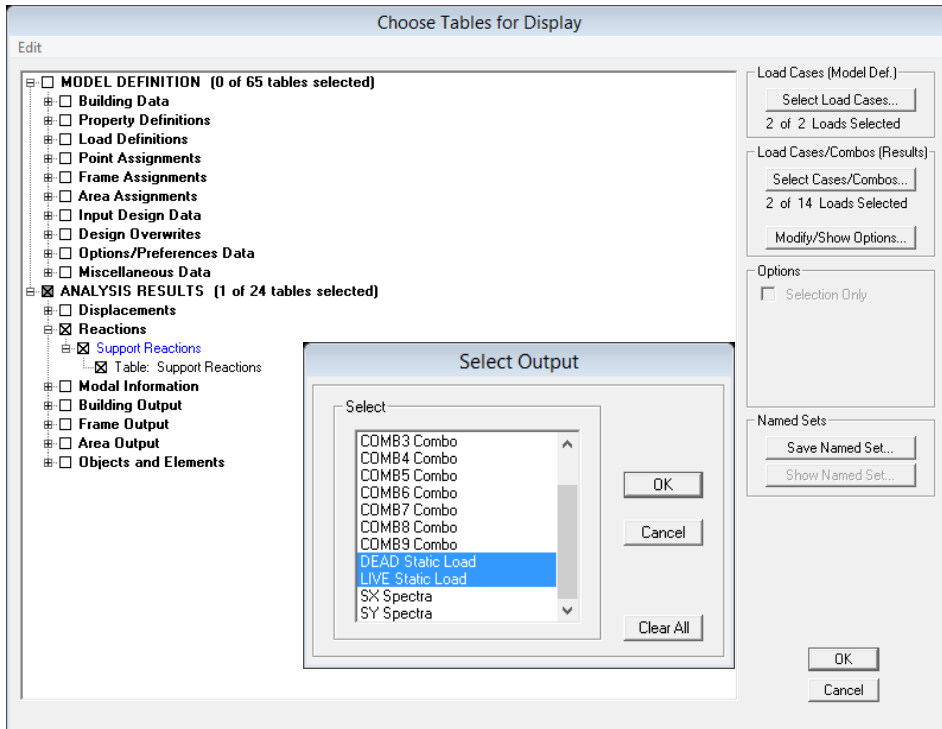 Choose Tables for Display
Edit
MODEL DEFINITION (0 of 65 tables selected)
Building Data
Property Definitions
Load Definitions
Point Assignments
Frame Assignments
Area Assignments
Input Design Data
Design Overwrites
Options/Preferences Data
Miscellaneous Data
ANALYSIS RESULTS (1 of 24 tables selected)
Displacements
Reactions
Support Reactions
Table: Support Reactions
Modal Information
Building Output
Frame Output
Area Output
Objects and Elements
Select Output
Select
COMB3 Combo
COMB4 Combo
COMB5 Combo
COMB6 Combo
COMB7 Combo
COMB8 Combo
COMB9 Combo
DEAD Static Load
LIVE Static Load
SX Spectra
SY Spectra
OK
Cancel
Clear All
Load Cases (Model Def.)
Select Load Cases...
2 of 2 Loads Selected
Load Cases/Combos (Results)
Select Cases/Combos...
2 of 14 Loads Selected
Modify/Show Options...
Options
Selection Only
Named Sets
Save Named Set...
Show Named Set...
OK
Cancel